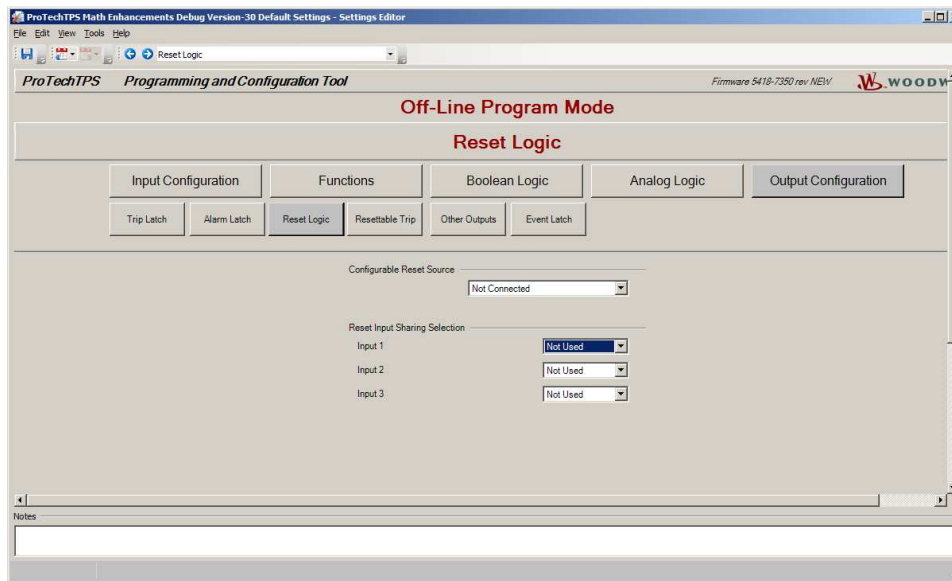 ProTechTPS Math Enhancements Debug Version-30 Default Settings - Settings Editor
File Edit View Tools Help
Reset Logic
ProTechTPS Programming and Configuration Tool Firmware 5418-7350 rev NEW
Off-Line Program Mode
Reset Logic
Input Configuration Functions Boolean Logic Analog Logic Output Configuration
Trip Latch Alarm Latch Reset Logic Resettable Trip Other Outputs Event Latch
Configurable Reset Source
Not Connected
Reset Input Sharing Selection
Input 1 Not Used
Input 2 Not Used
Input 3 Not Used
Notes